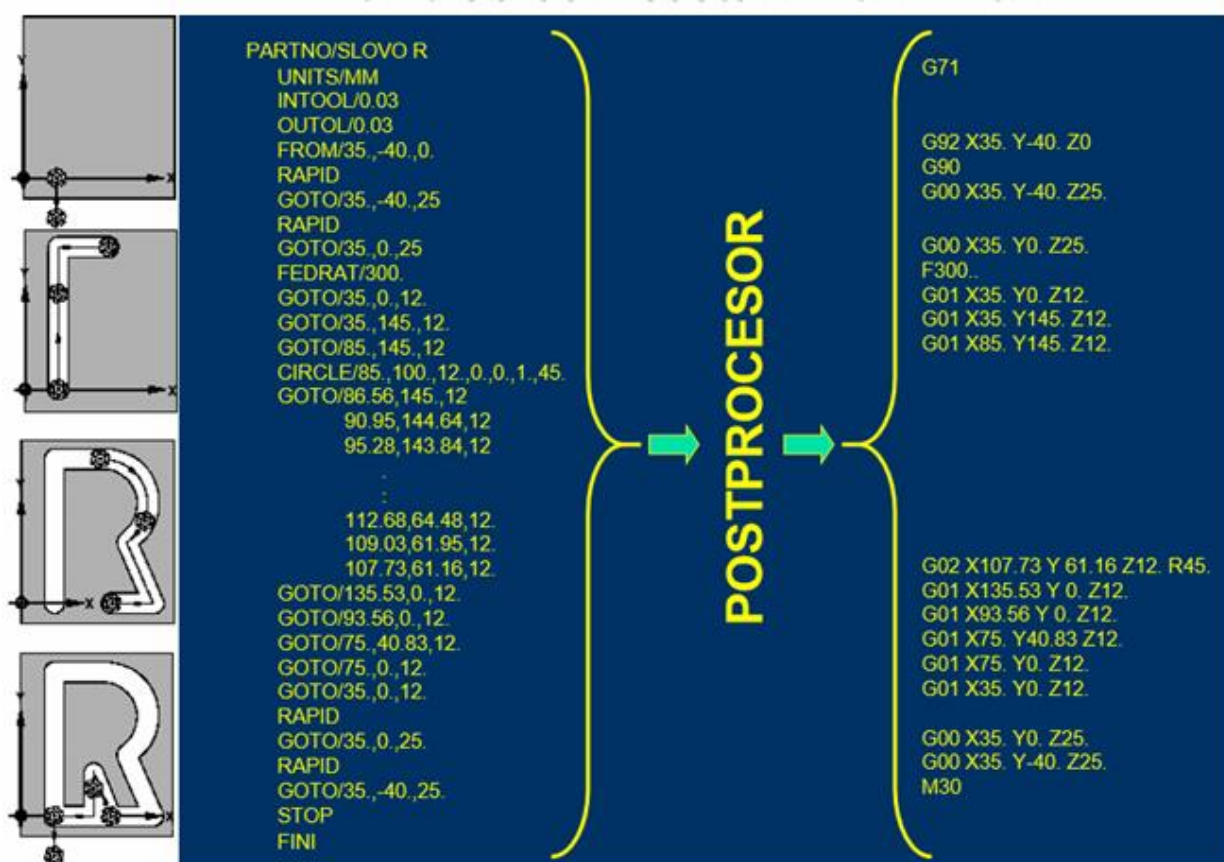 PARTNO/SLOVO R
UNITS/MM
INTOOL/0.03
OUTOL/0.03
FROM/35.,-40.,0.
RAPID
GOTO/35.,-40.,25
RAPID
GOTO/35.,0.,25
FEDRAT/300.
GOTO/35.,0.,12.
GOTO/35.,145.,12.
GOTO/85.,145.,12
CIRCLE/85.,100.,12.,0.,0.,1.,45.
GOTO/86.56,145.,12
90.95,144.64,12
95.28,143.84,12
:
:
112.68,64.48,12.
109.03,61.95,12.
107.73,61.16,12.
GOTO/135.53,0.,12.
GOTO/93.56,0.,12.
GOTO/75.,40.83,12.
GOTO/75.,0.,12.
GOTO/35.,0.,12.
RAPID
GOTO/35.,0.,25.
RAPID
GOTO/35.,-40.,25.
STOP
FINI
POSTPROCESOR
G71
G92 X35. Y-40. Z0
G90
G00 X35. Y-40. Z25.
G00 X35. Y0. Z25.
F300..
G01 X35. Y0. Z12.
G01 X35. Y145. Z12.
G01 X85. Y145. Z12.
G02 X107.73 Y 61.16 Z12. R45.
G01 X135.53 Y 0. Z12.
G01 X93.56 Y 0. Z12.
G01 X75. Y40.83 Z12.
G01 X75. Y0. Z12.
G01 X35. Y0. Z12.
G00 X35. Y0. Z25.
G00 X35. Y-40. Z25.
M30
Y
X
Y
X
Y
X
Y
X